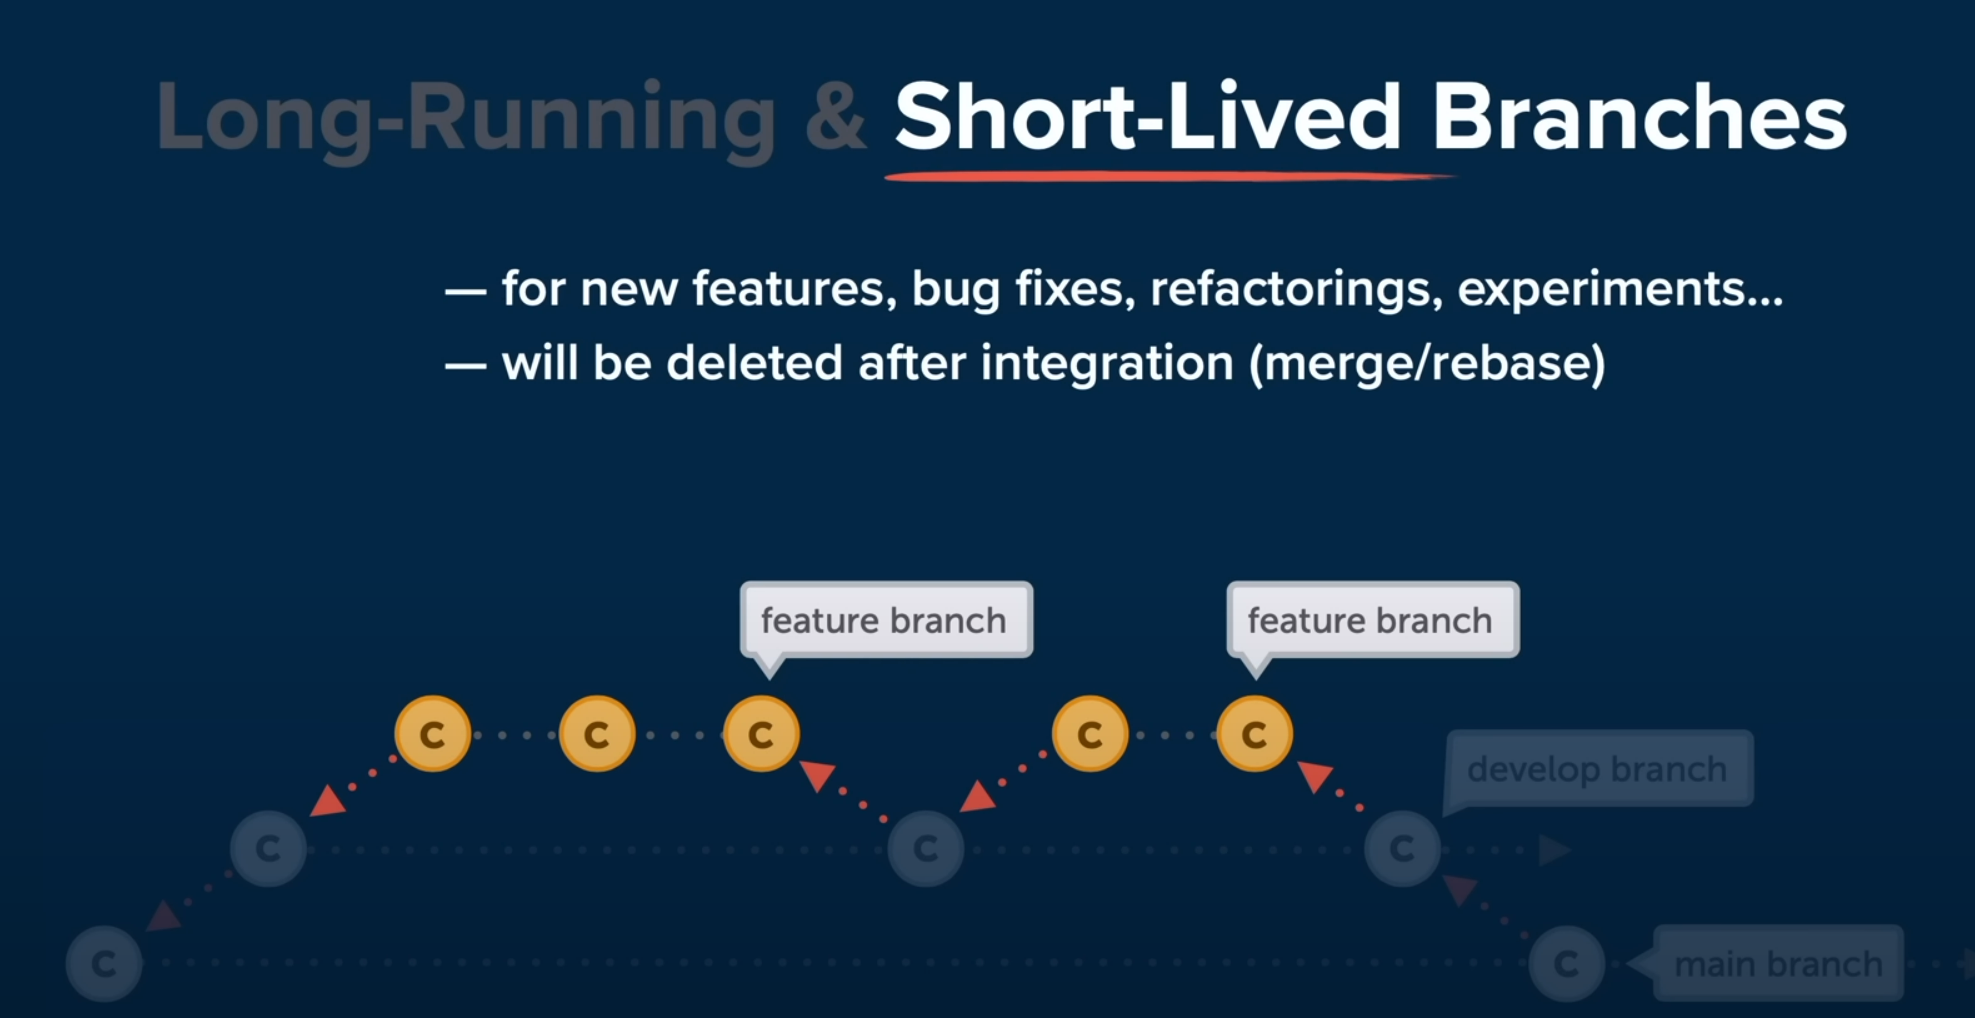 Long-Running & Short-Lived Branches
— for new features, bug fixes, refactorings, experiments...
— will be deleted after integration (merge/rebase)
feature branch
feature branch
C
C
C
C
C
develop branch
C
C
C
C
C
main branch